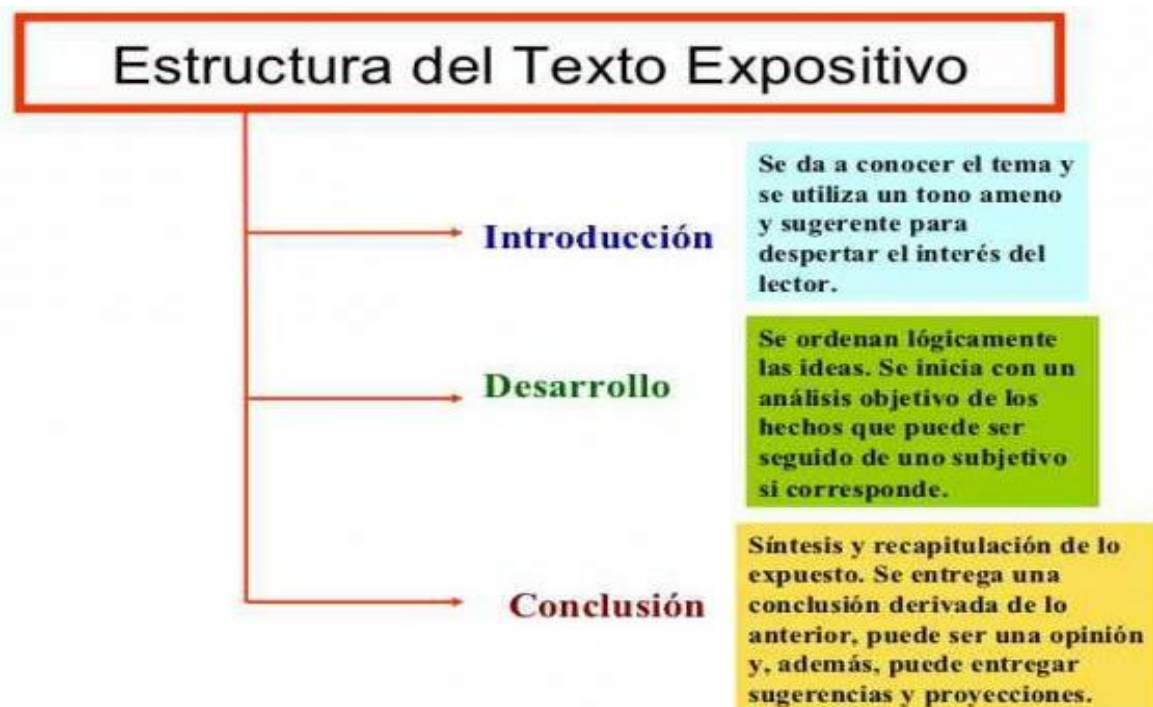 Estructura del Texto Expositivo
Introducción
Se da a conocer el tema y
se utiliza un tono ameno
y sugerente para
despertar el interés del
lector.
Desarrollo
Se ordenan lógicamente
las ideas. Se inicia con un
análisis objetivo de los
hechos que puede ser
seguido de uno subjetivo
si corresponde.
Conclusión
Síntesis y recapitulación de lo
expuesto. Se entrega una
conclusión derivada de lo
anterior, puede ser una opinión
y, además, puede entregar
sugerencias y proyecciones.